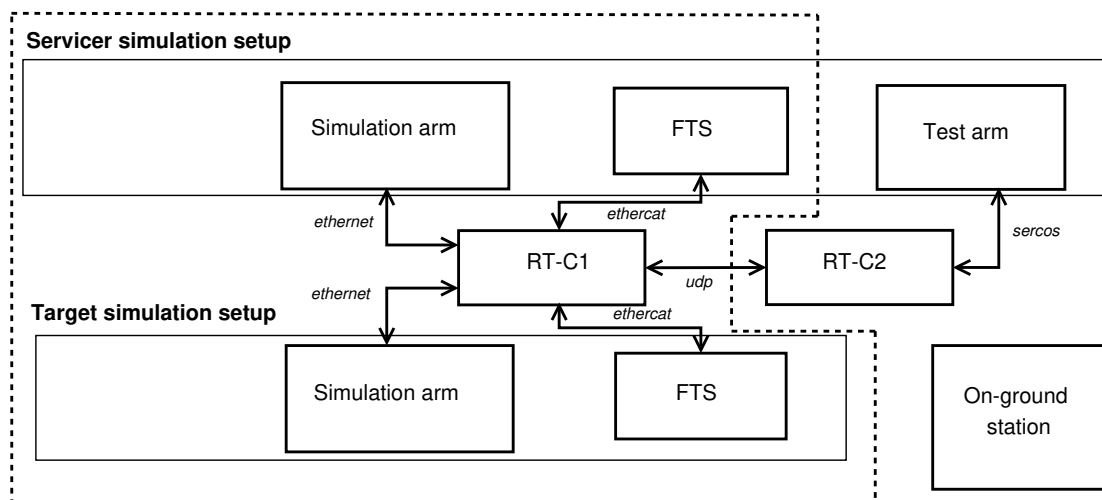 Servicer simulation setup
Simulation arm
FTS
Test arm
ethernet
ethercat
sercos
RT-C1
RT-C2
udp
ethernet
ethercat
Target simulation setup
Simulation arm
FTS
On-ground
station